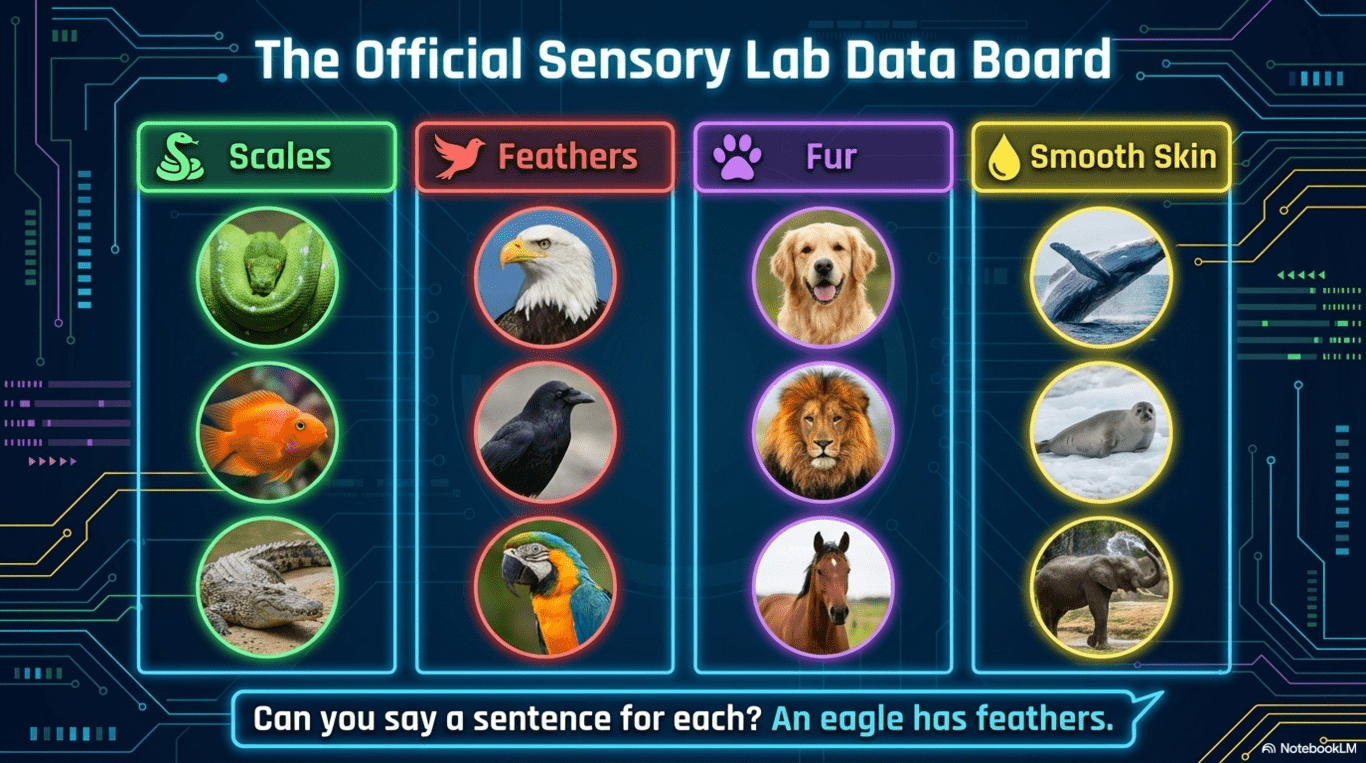 The Official Sensory Lab Data Board
Scales
Feathers
Fur
Smooth Skin
Can you say a sentence for each? An eagle has feathers.
NotebookLM